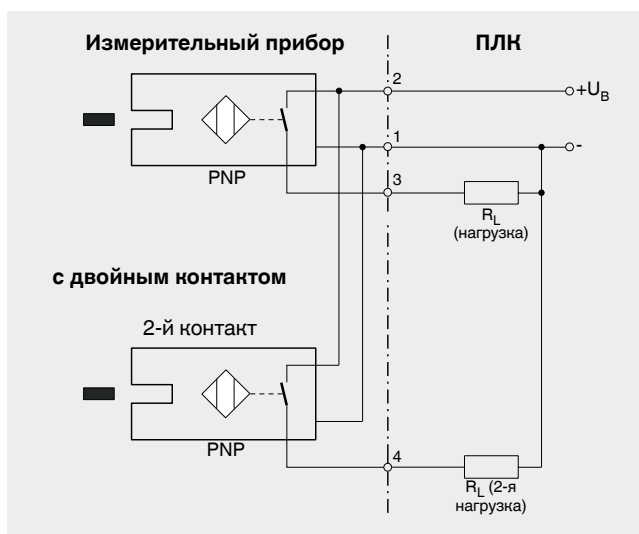 Измерительный прибор
ПЛК
2
+U_B
1
-
PNP
3
R_L
(нагрузка)
с двойным контактом
2-й контакт
PNP
4
R_L (2-я
нагрузка)